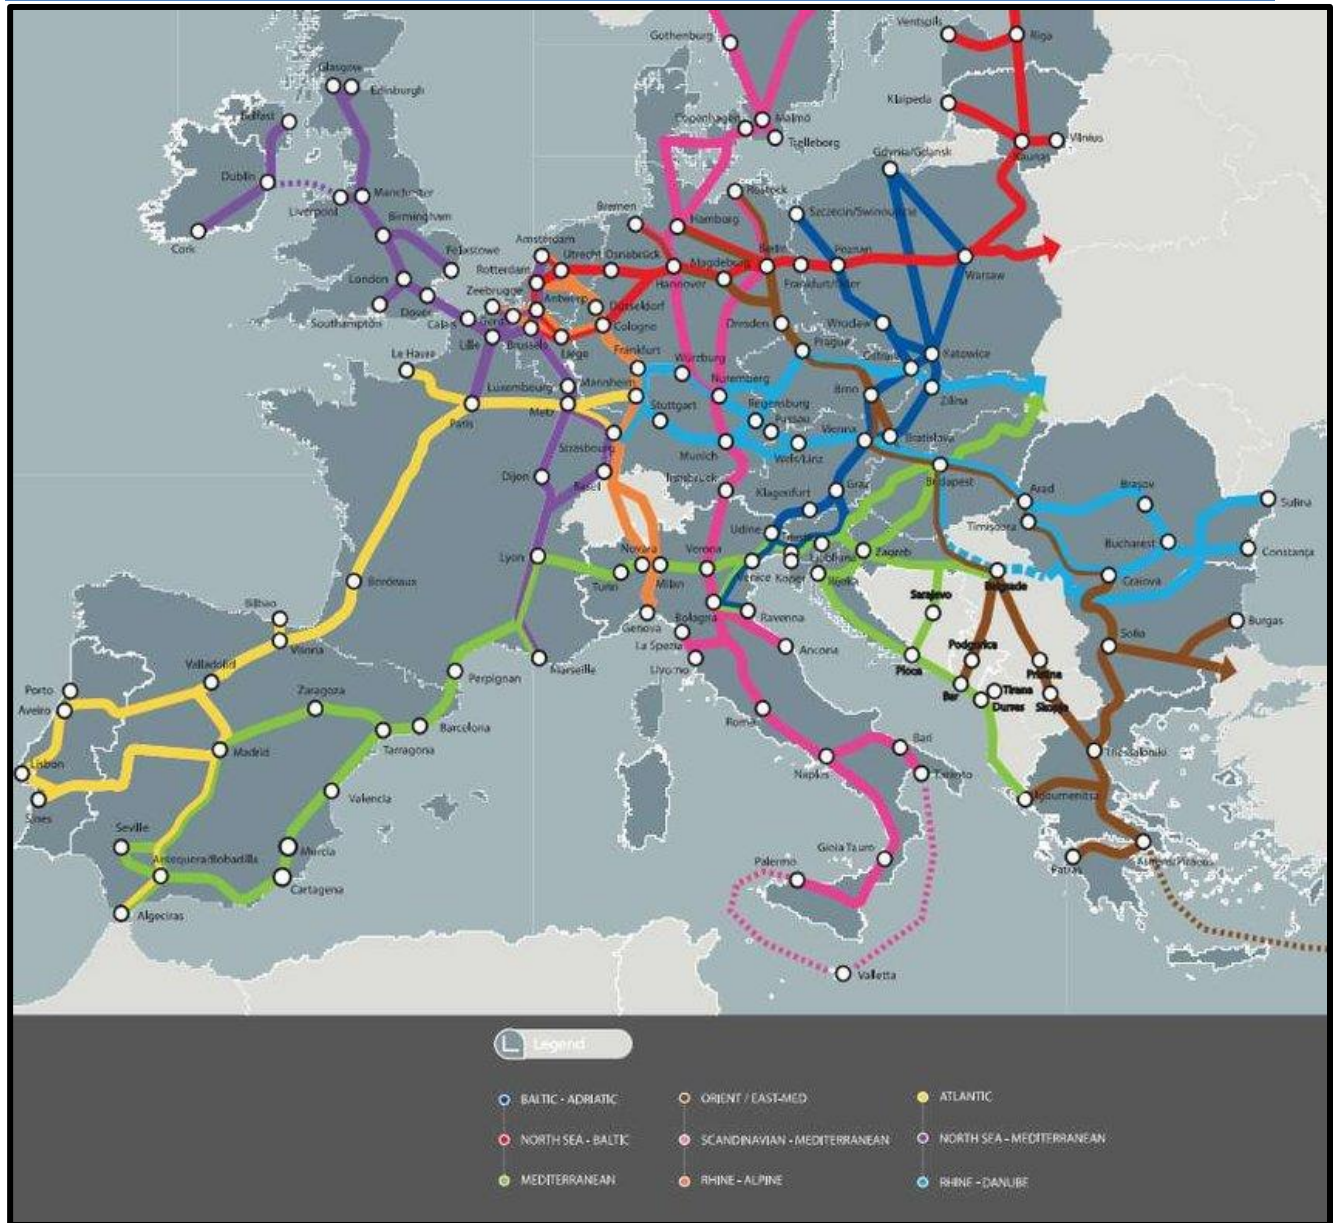 Ventspils
Riga
Gothenburg
Glasgow
Edinburgh
Klaipeda
Belfast
Copenhagen
Malmö
Trelleborg
Vilnius
Kaunas
Gdynia/Gdansk
Dublin
Manchester
Liverpool
Rostock
Bremen
Hamburg
Szczecin/Swinoujscie
Birmingham
Cork
Felixstowe
Amsterdam
Utrecht
Osnabrück
Berlin
Poznan
Warsaw
London
Rotterdam
Magdeburg
Hannover
Frankfurt/Oder
Zeebrugge
Antwerp
Düsseldorf
Southampton
Dover
Calais
Cologne
Dresden
Wroclaw
Lille
Brussels
Liège
Le Havre
Frankfurt
Würzburg
Prague
Katowice
Luxembourg
Mannheim
Nuremberg
Brno
Zilina
Paris
Metz
Stuttgart
Regensburg
Passau
Vienna
Bratislava
Strasbourg
Munich
Wels/Linz
Budapest
Dijon
Basel
Innsbruck
Klagenfurt
Graz
Arad
Brasov
Sulina
Timisoara
Udine
Lyon
Novara
Verona
Ljubljana
Zagreb
Bucharest
Constanța
Turin
Milan
Venice
Koper
Rijeka
Belgrade
Craiova
Bordeaux
Sarajevo
Bilbao
Genova
Bologna
Ravenna
Vitoria
La Spezia
Ancona
Podgorica
Sofia
Burgas
Valladolid
Marseille
Livorno
Ploce
Pristina
Perpignan
Porto
Zaragoza
Bar
Tirana
Aveiro
Durres
Skopje
Barcelona
Roma
Madrid
Tarragona
Bari
Thessaloniki
Lisbon
Naples
Taranto
Valencia
Igoumenitsa
Sines
Seville
Murcia
Gioia Tauro
Antequera/Bobadilla
Palermo
Patras
Athens/Piraeus
Cartagena
Algeciras
Valletta
Legend
BALTIC - ADRIATIC
ORIENT / EAST-MED
ATLANTIC
NORTH SEA - BALTIC
SCANDINAVIAN - MEDITERRANEAN
NORTH SEA - MEDITERRANEAN
MEDITERRANEAN
RHINE - ALPINE
RHINE - DANUBE